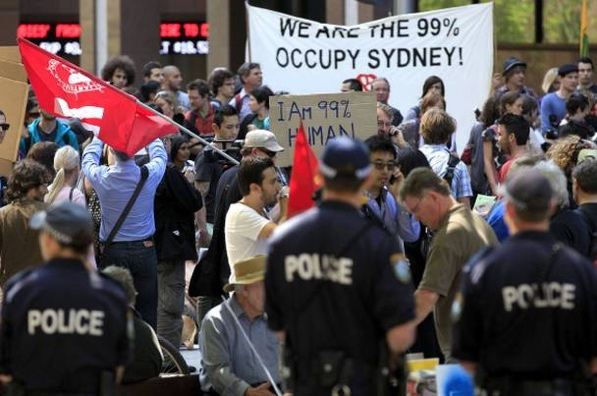 WE ARE THE 99%
OCCUPY SYDNEY!
I AM 99%
HUMAN
POLICE
POLICE
POLICE